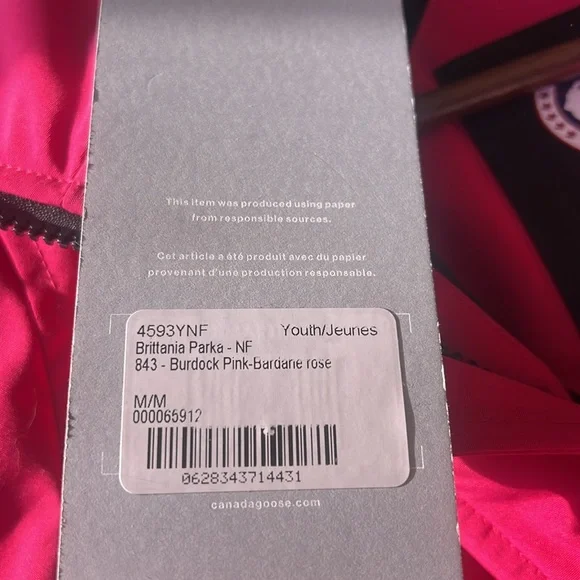 This item was produced using paper
from responsible sources.
Cet article a été produit avec du papier
provenant d'une production responsable.
4593YNF Youth/Jeunes
Brittania Parka - NF
843 - Burdock Pink-Bardane rose
M/M
000065912
0628343714431
canadagoose.com